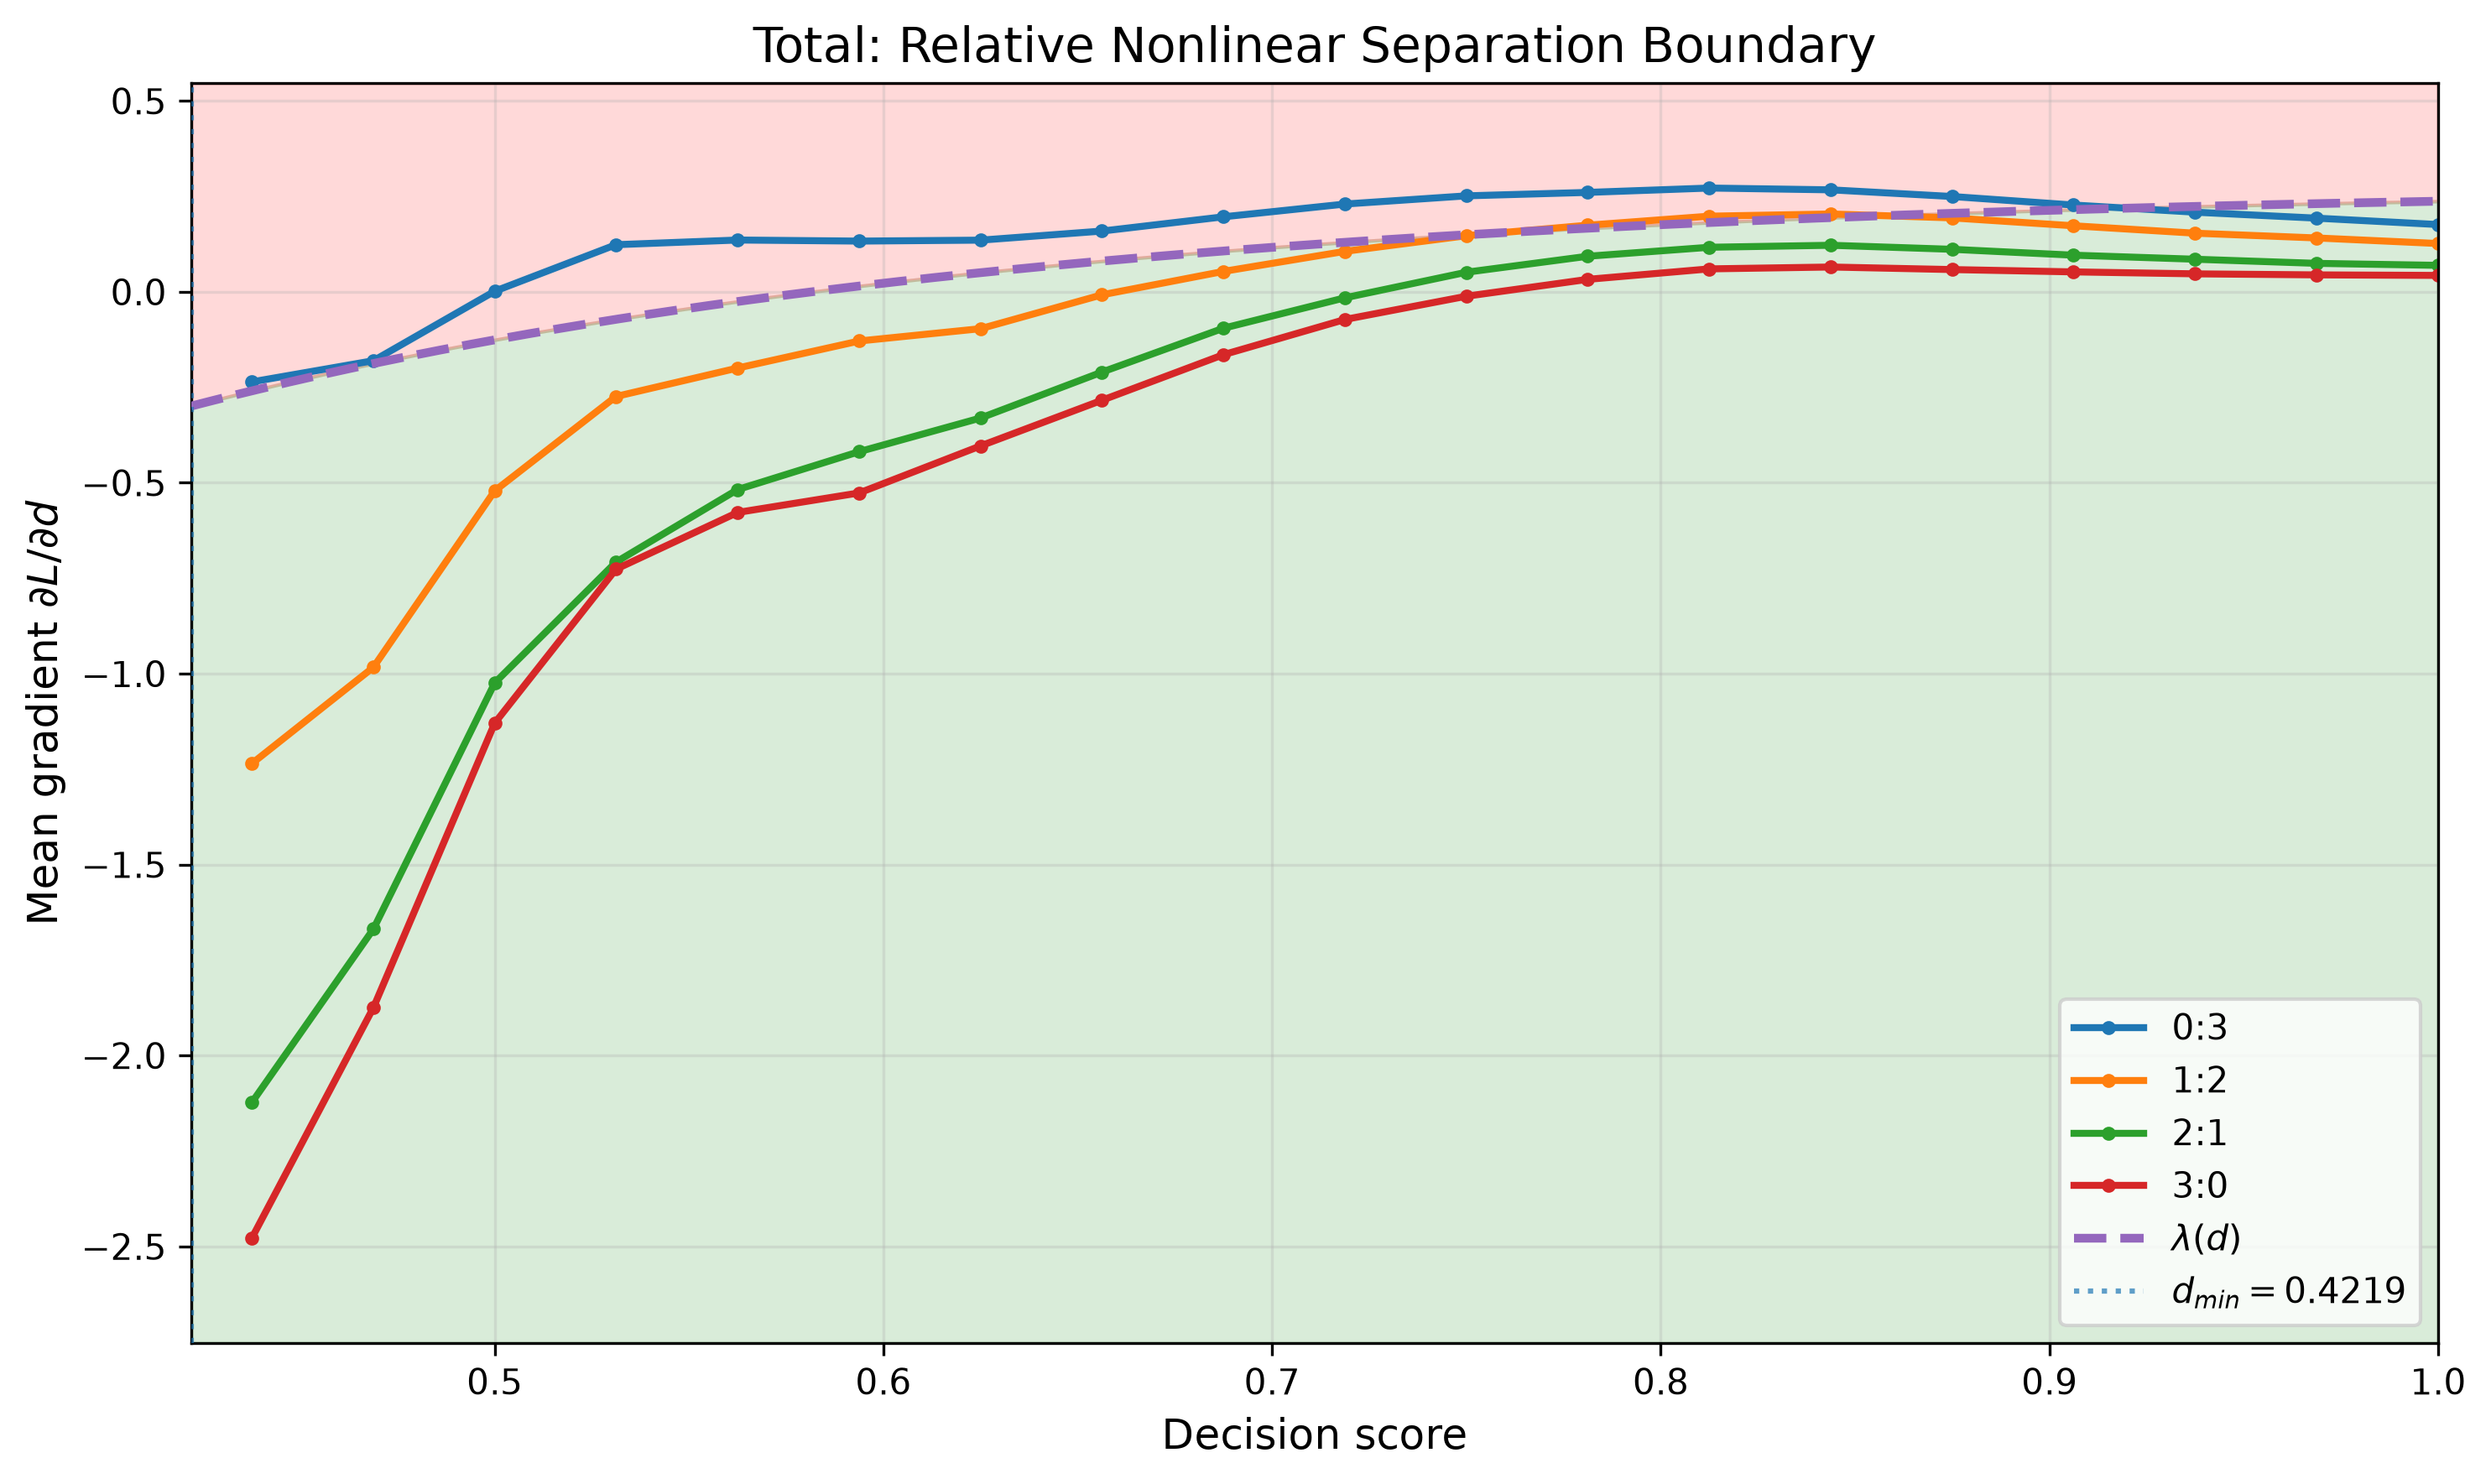 Total: Relative Nonlinear Separation Boundary
0.5
0.0
−0.5
−1.0
−1.5
−2.0
−2.5
Mean gradient ∂L/∂d
0:3
1:2
2:1
3:0
λ(d)
d_min = 0.4219
0.5 0.6 0.7 0.8 0.9 1.0
Decision score